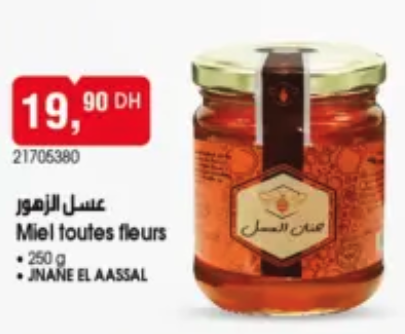 19,90 DH
21705380
عسل الزهور
Miel toutes fleurs
• 250 g
• JNANE EL AASSAL
جنان العسل